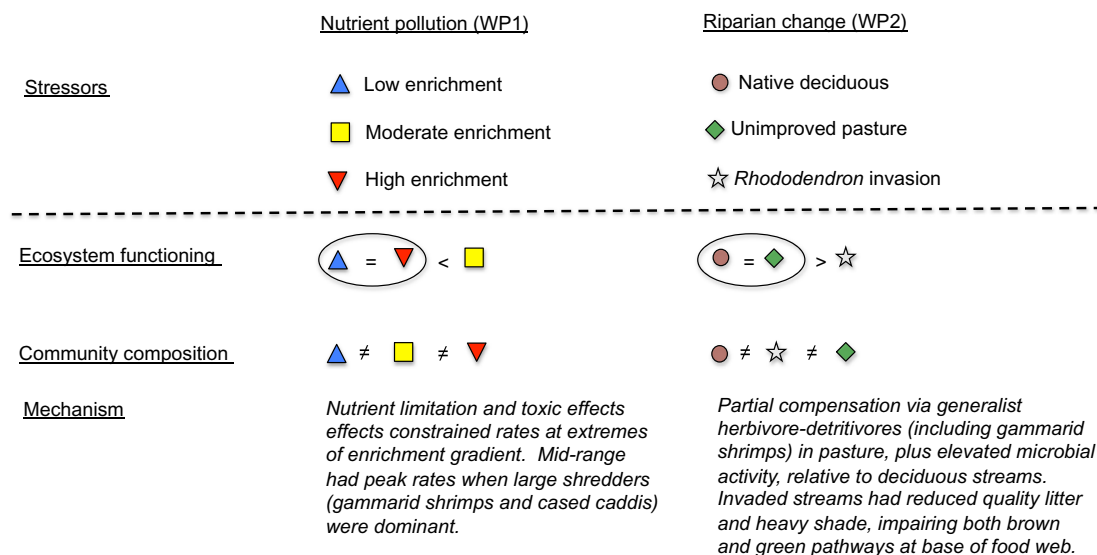 Nutrient pollution (WP1)
Riparian change (WP2)
Stressors
Low enrichment
Native deciduous
Moderate enrichment
Unimproved pasture
High enrichment
Rhododendron invasion
Ecosystem functioning
= <
= >
Community composition
≠ ≠
≠ ≠
Mechanism
Nutrient limitation and toxic effects
effects constrained rates at extremes
of enrichment gradient. Mid-range
had peak rates when large shredders
(gammarid shrimps and cased caddis)
were dominant.
Partial compensation via generalist
herbivore-detritivores (including gammarid
shrimps) in pasture, plus elevated microbial
activity, relative to deciduous streams.
Invaded streams had reduced quality litter
and heavy shade, impairing both brown
and green pathways at base of food web.